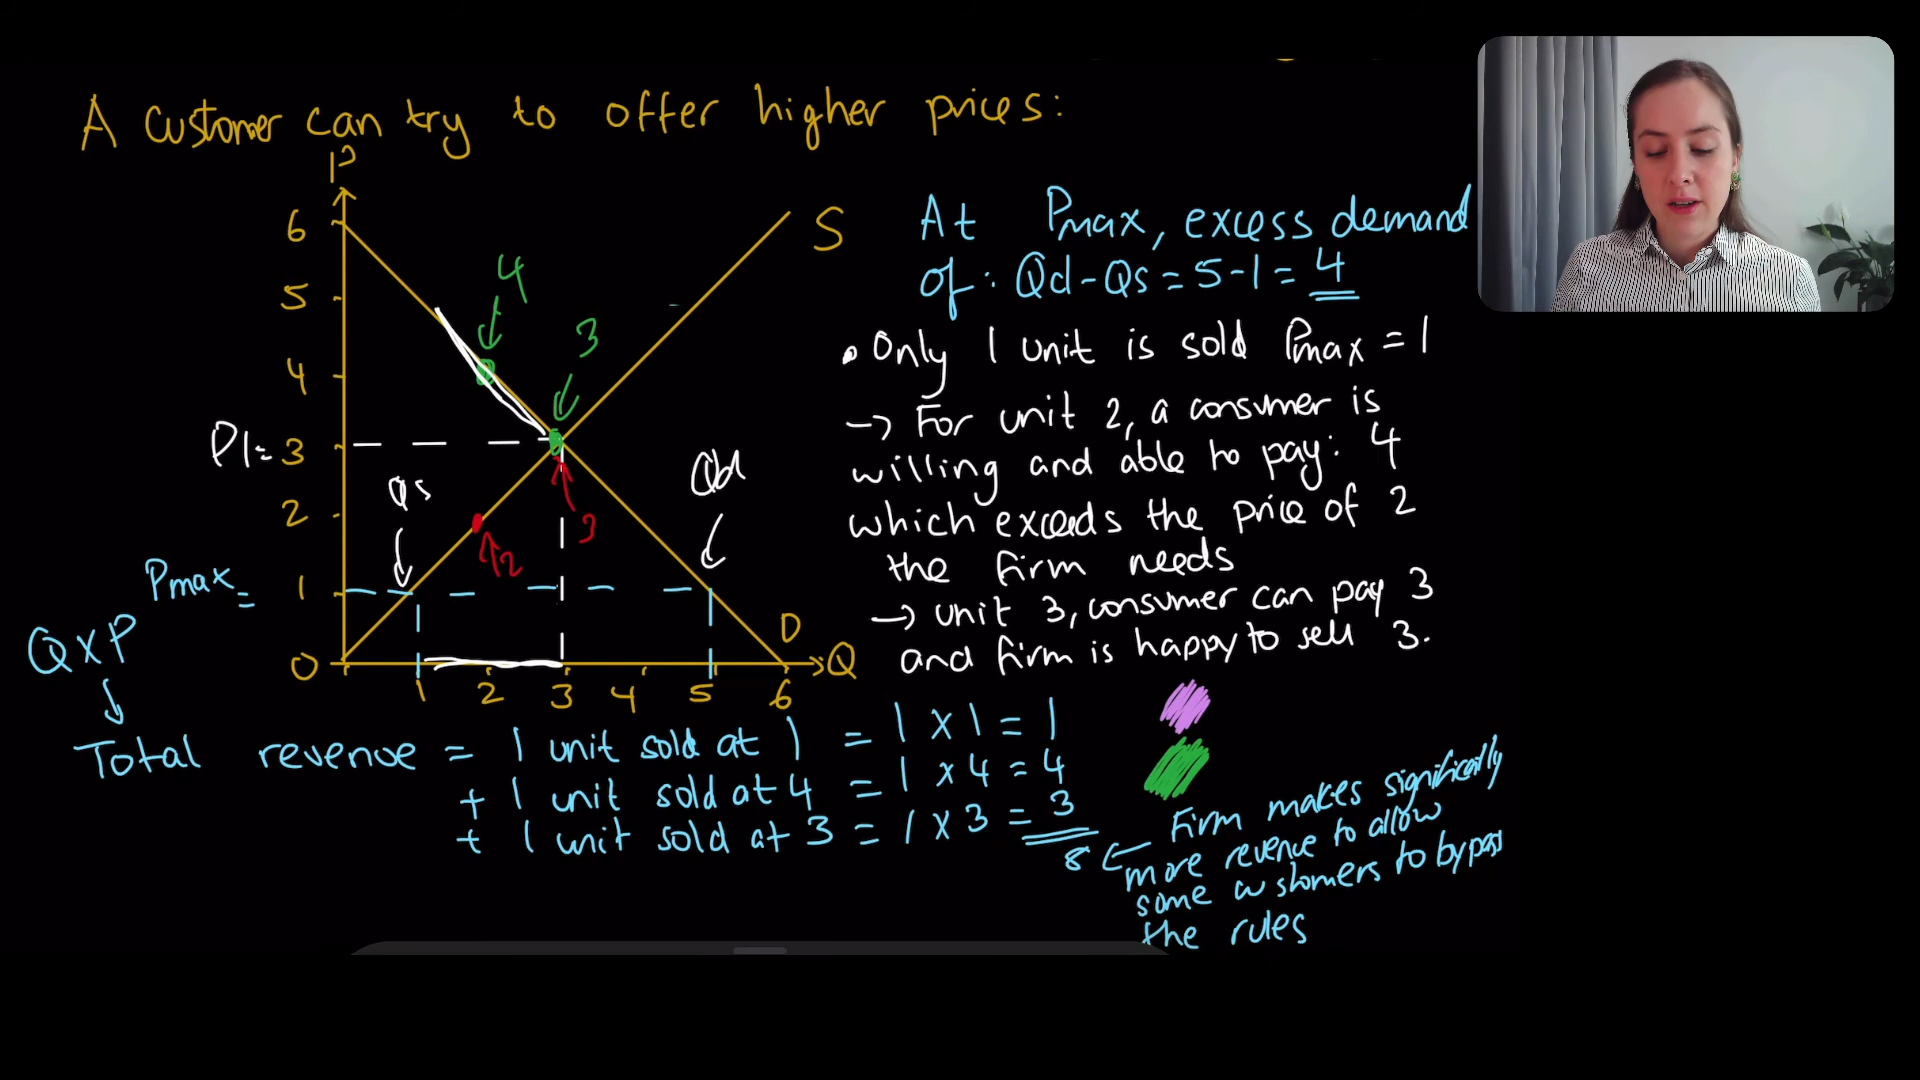 A customer can try to offer higher prices:
P
6
5
4
P1= 3
2
Pmax = 1
0
1 2 3 4 5 6
Q
S
D
4
3
2
3
Qs
Qd
At Pmax, excess demand
of: Qd-Qs = 5-1 = 4
• Only 1 unit is sold Pmax = 1
→ For unit 2, a consumer is
willing and able to pay: 4
which exceeds the price of 2
the firm needs
→ unit 3, consumer can pay 3
and firm is happy to sell 3.
QxP
Total revenue = 1 unit sold at 1 = 1 x 1 = 1
+ 1 unit sold at 4 = 1 x 4 = 4
+ 1 unit sold at 3 = 1 x 3 = 3
8 ← Firm makes significantly
more revenue to allow
some customers to bypass
the rules